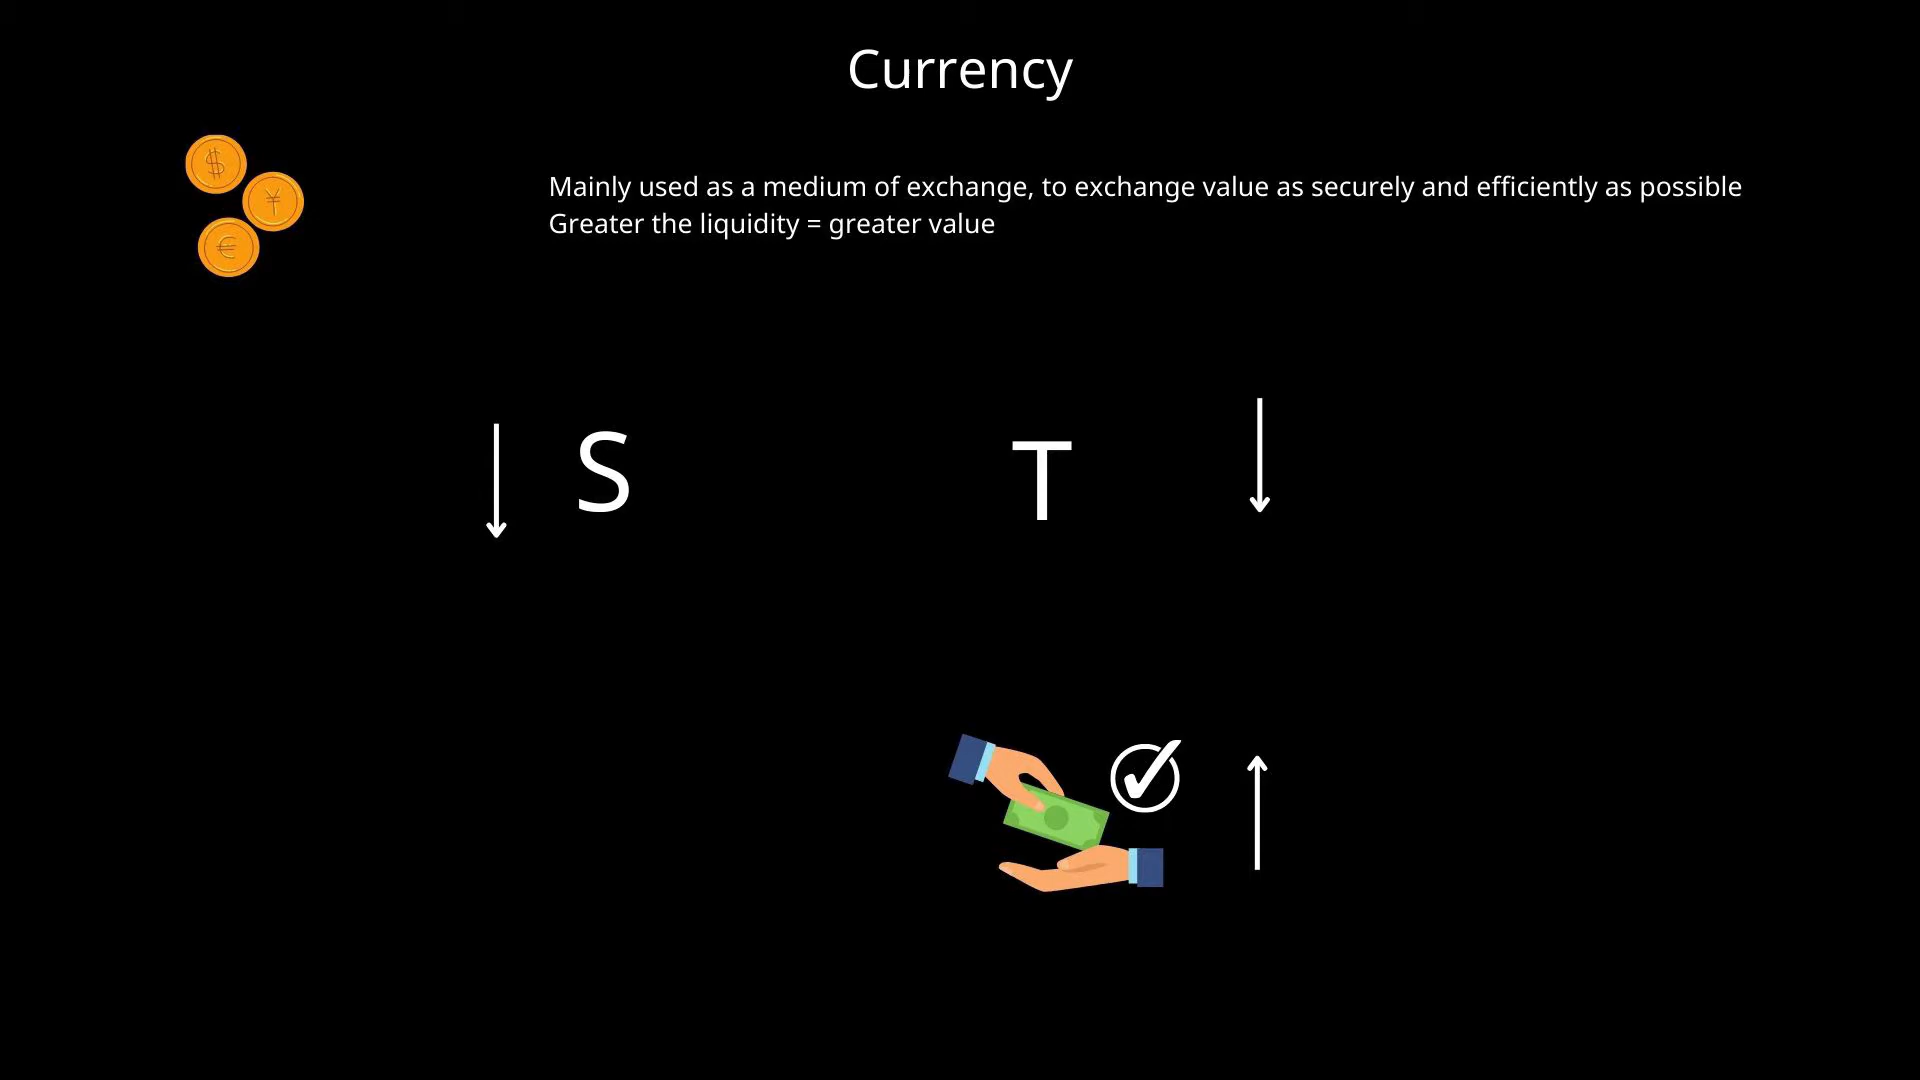 Currency
$
¥
€
Mainly used as a medium of exchange, to exchange value as securely and efficiently as possible
Greater the liquidity = greater value
S
T